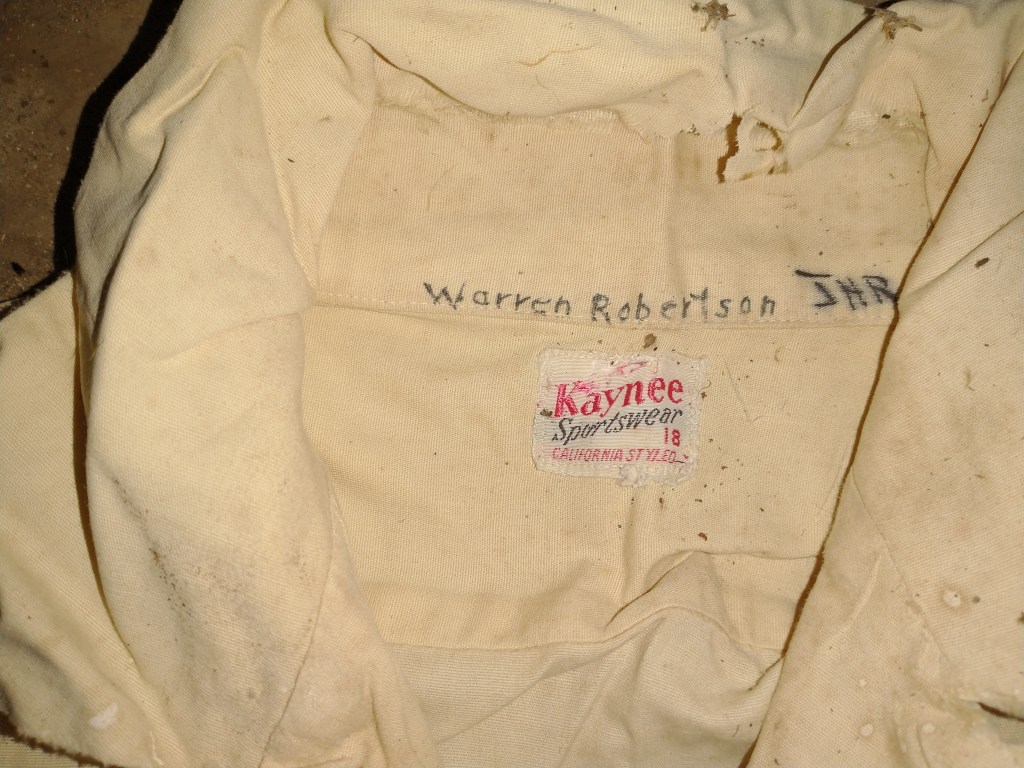 Warren Robertson JHR
Kaynee
Sportswear
18
CALIFORNIA STYLED